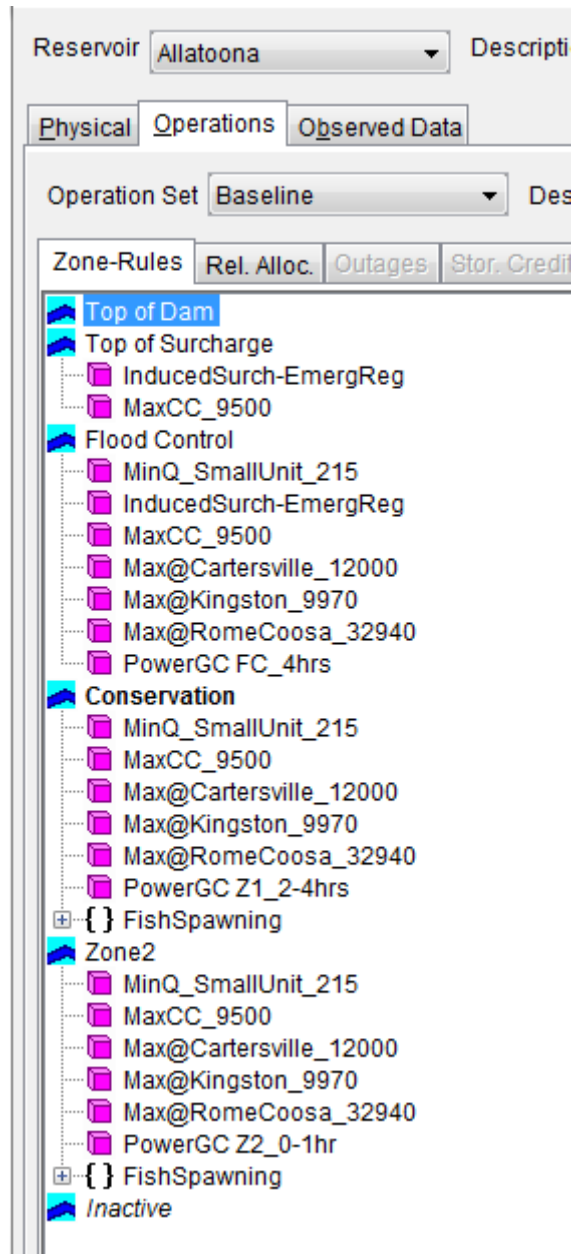 Reservoir Allatoona Descripti
Physical Operations Observed Data
Operation Set Baseline Des
Zone-Rules Rel. Alloc. Outages Stor. Credit
Top of Dam
Top of Surcharge
InducedSurch-EmergReg
MaxCC_9500
Flood Control
MinQ_SmallUnit_215
InducedSurch-EmergReg
MaxCC_9500
Max@Cartersville_12000
Max@Kingston_9970
Max@RomeCoosa_32940
PowerGC FC_4hrs
Conservation
MinQ_SmallUnit_215
MaxCC_9500
Max@Cartersville_12000
Max@Kingston_9970
Max@RomeCoosa_32940
PowerGC Z1_2-4hrs
{ } FishSpawning
Zone2
MinQ_SmallUnit_215
MaxCC_9500
Max@Cartersville_12000
Max@Kingston_9970
Max@RomeCoosa_32940
PowerGC Z2_0-1hr
{ } FishSpawning
Inactive